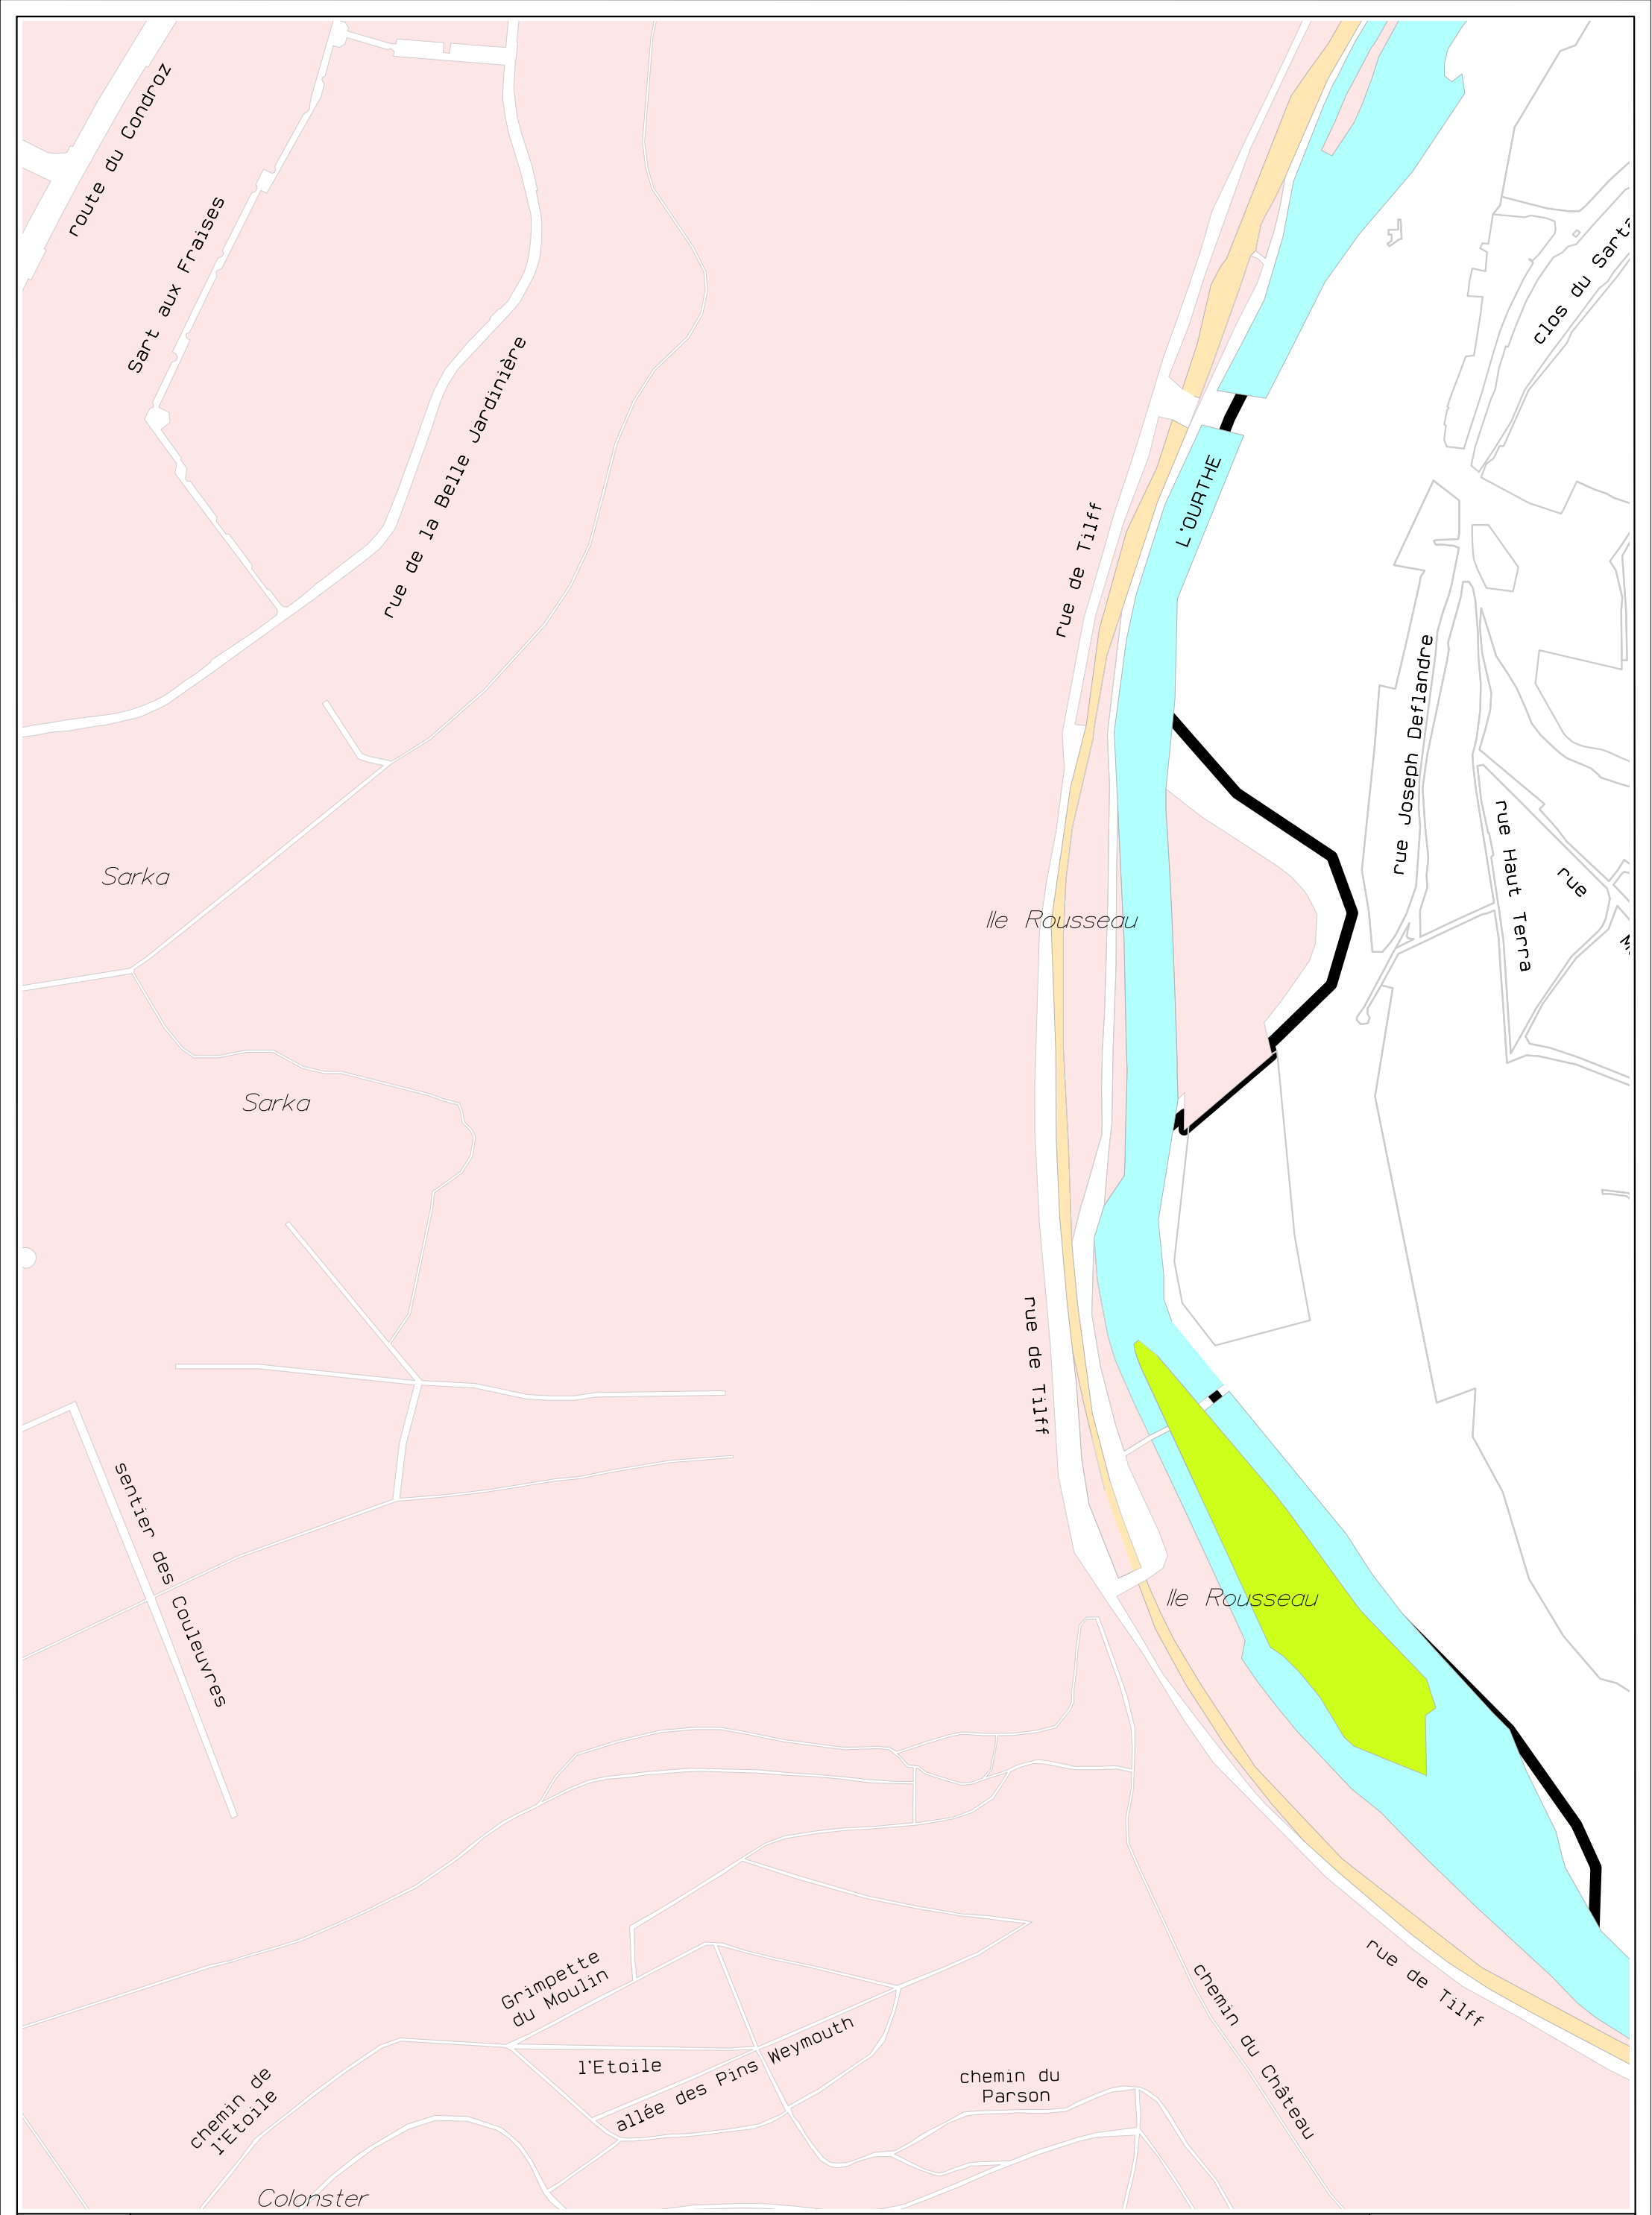 route du Condroz
Sart aux Fraises
rue de la Belle Jardinière
clos du
L'OURTHE
rue de Tilff
rue Joseph Deflandre
rue Haut Terra
rue
Sarka
Ile Rousseau
Sarka
rue de Tilff
sentier des Couleuvres
Ile Rousseau
rue de Tilff
Grimpette
du Moulin
chemin du Château
l'Etoile
allée des Pins Weymouth
chemin du
Parson
chemin de
l'Etoile
Colonster